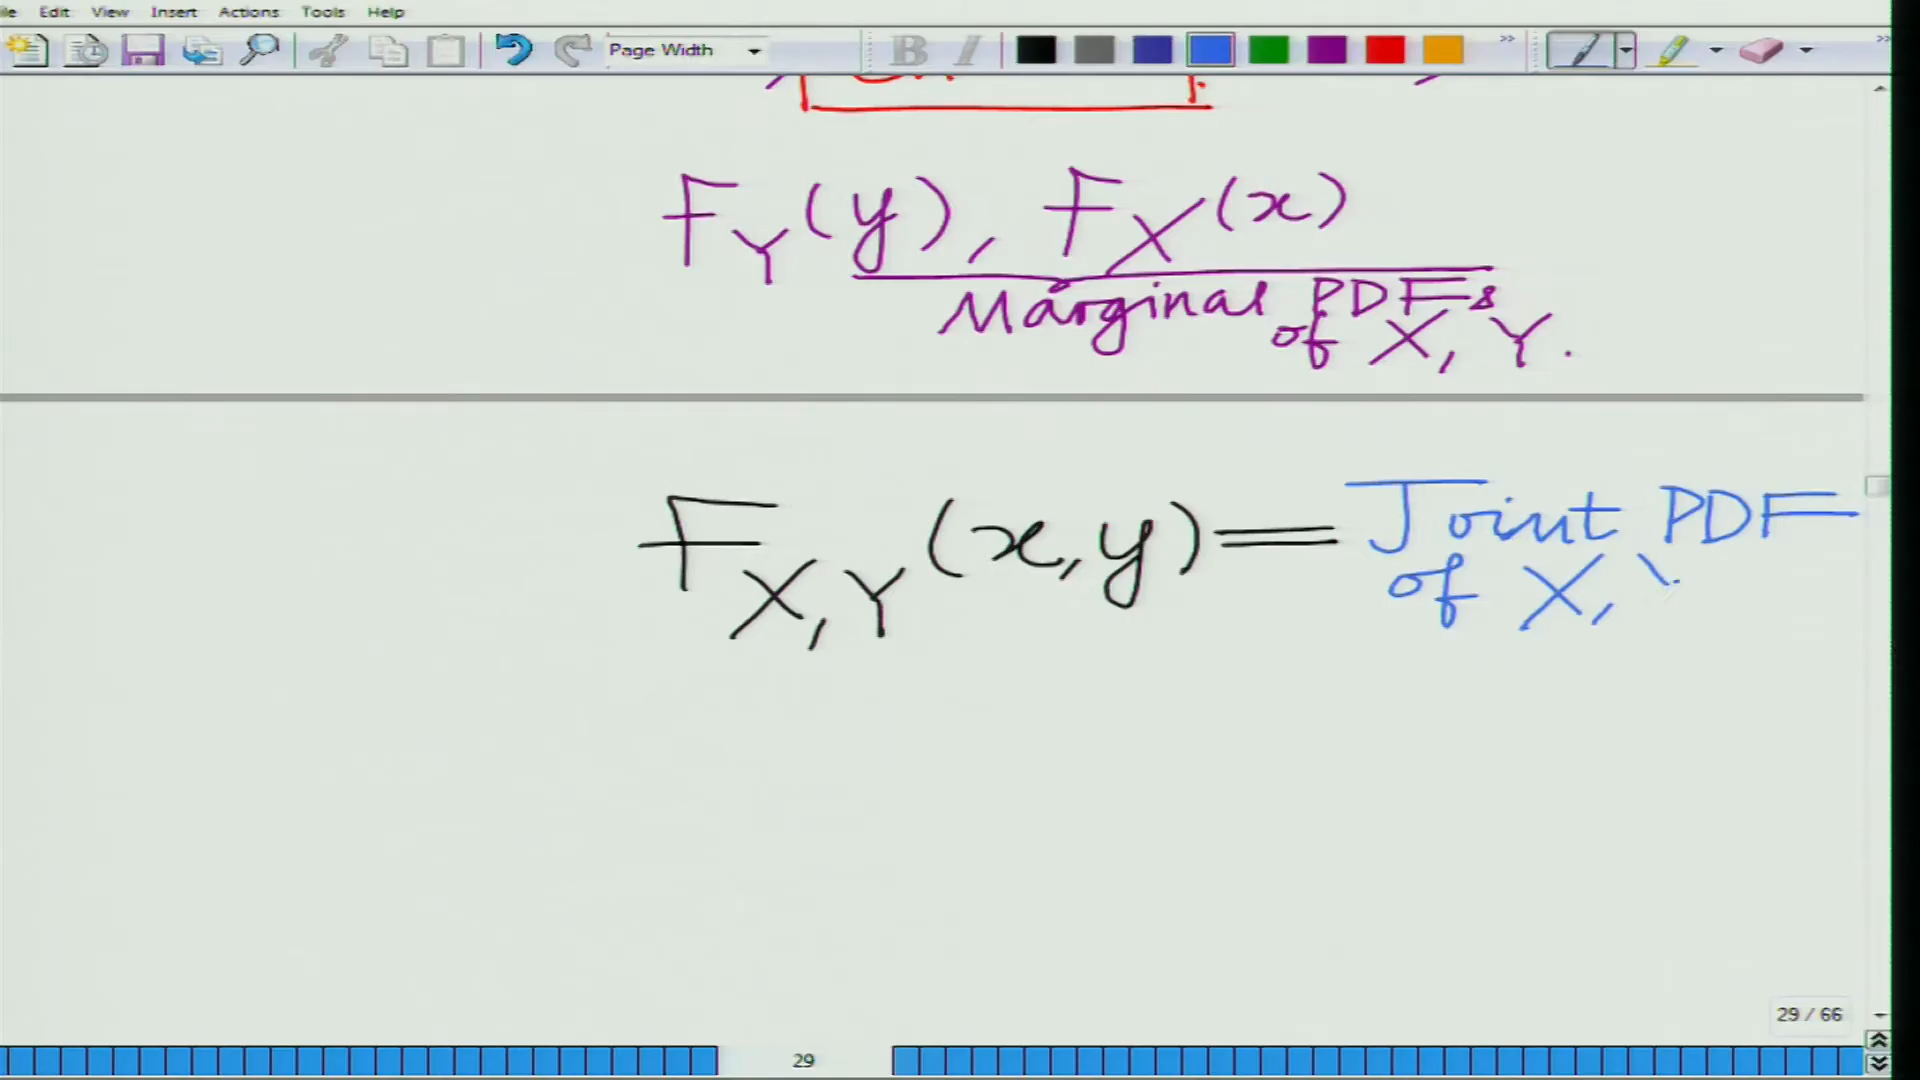 le Edit View Insert Actions Tools Help
Page Width B I
F_Y(y), F_X(x)
Marginal PDFs
of X, Y.
F_{X,Y}(x,y) = Joint PDF
of X,
29 / 66
29